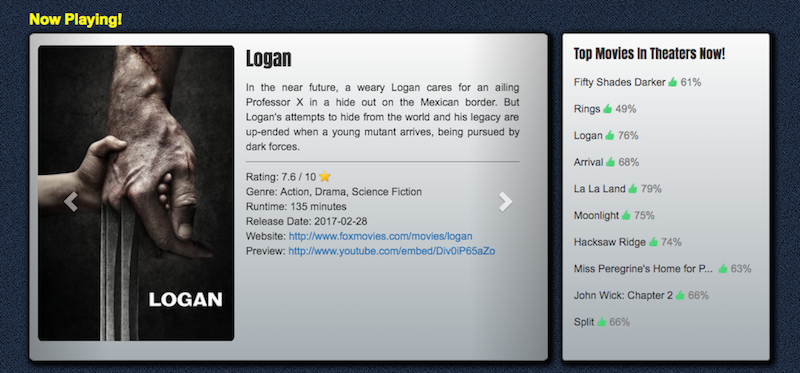 Now Playing!
Logan
In the near future, a weary Logan cares for an ailing
Professor X in a hide out on the Mexican border. But
Logan's attempts to hide from the world and his legacy are
up-ended when a young mutant arrives, being pursued by
dark forces.
Rating: 7.6 / 10
Genre: Action, Drama, Science Fiction
Runtime: 135 minutes
Release Date: 2017-02-28
Website: http://www.foxmovies.com/movies/logan
Preview: http://www.youtube.com/embed/Div0iP65aZo
LOGAN
Top Movies In Theaters Now!
Fifty Shades Darker 61%
Rings 49%
Logan 76%
Arrival 68%
La La Land 79%
Moonlight 75%
Hacksaw Ridge 74%
Miss Peregrine's Home for P... 63%
John Wick: Chapter 2 66%
Split 66%